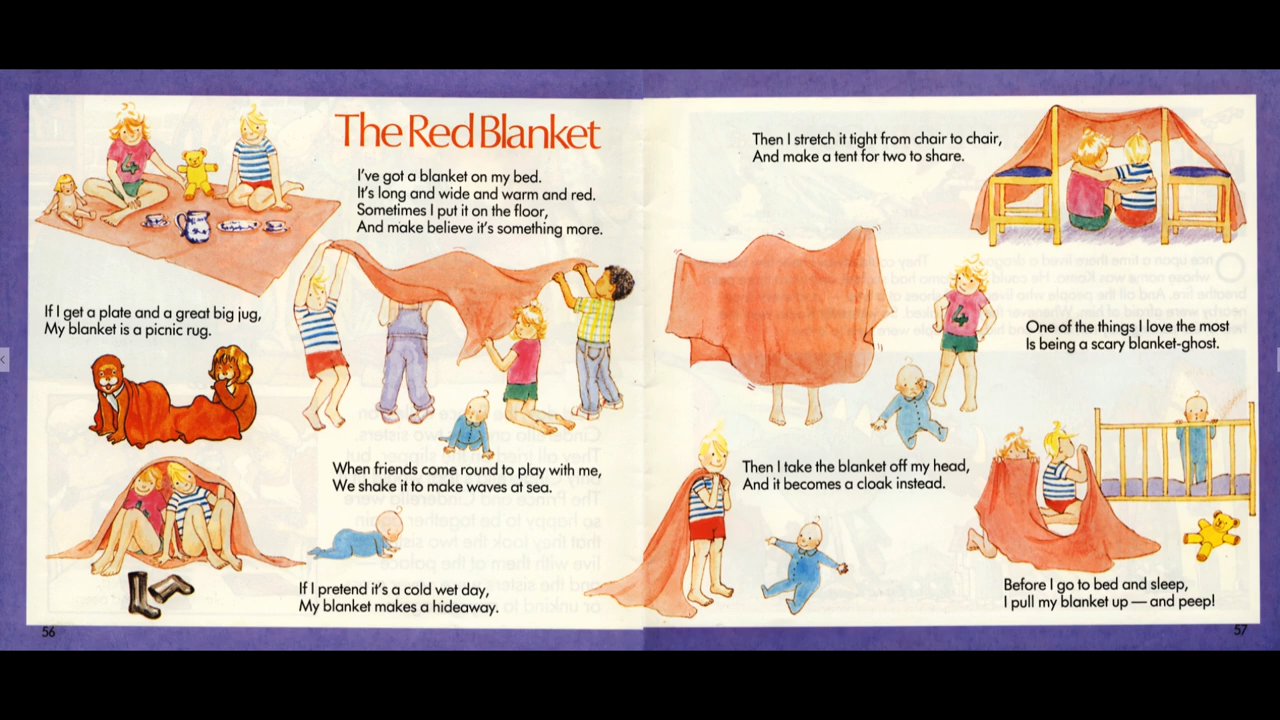 The Red Blanket
I've got a blanket on my bed.
It's long and wide and warm and red.
Sometimes I put it on the floor,
And make believe it's something more.
If I get a plate and a great big jug,
My blanket is a picnic rug.
When friends come round to play with me,
We shake it to make waves at sea.
If I pretend it's a cold wet day,
My blanket makes a hideaway.
56
Then I stretch it tight from chair to chair,
And make a tent for two to share.
One of the things I love the most
Is being a scary blanket-ghost.
Then I take the blanket off my head,
And it becomes a cloak instead.
Before I go to bed and sleep,
I pull my blanket up — and peep!
57
4
4